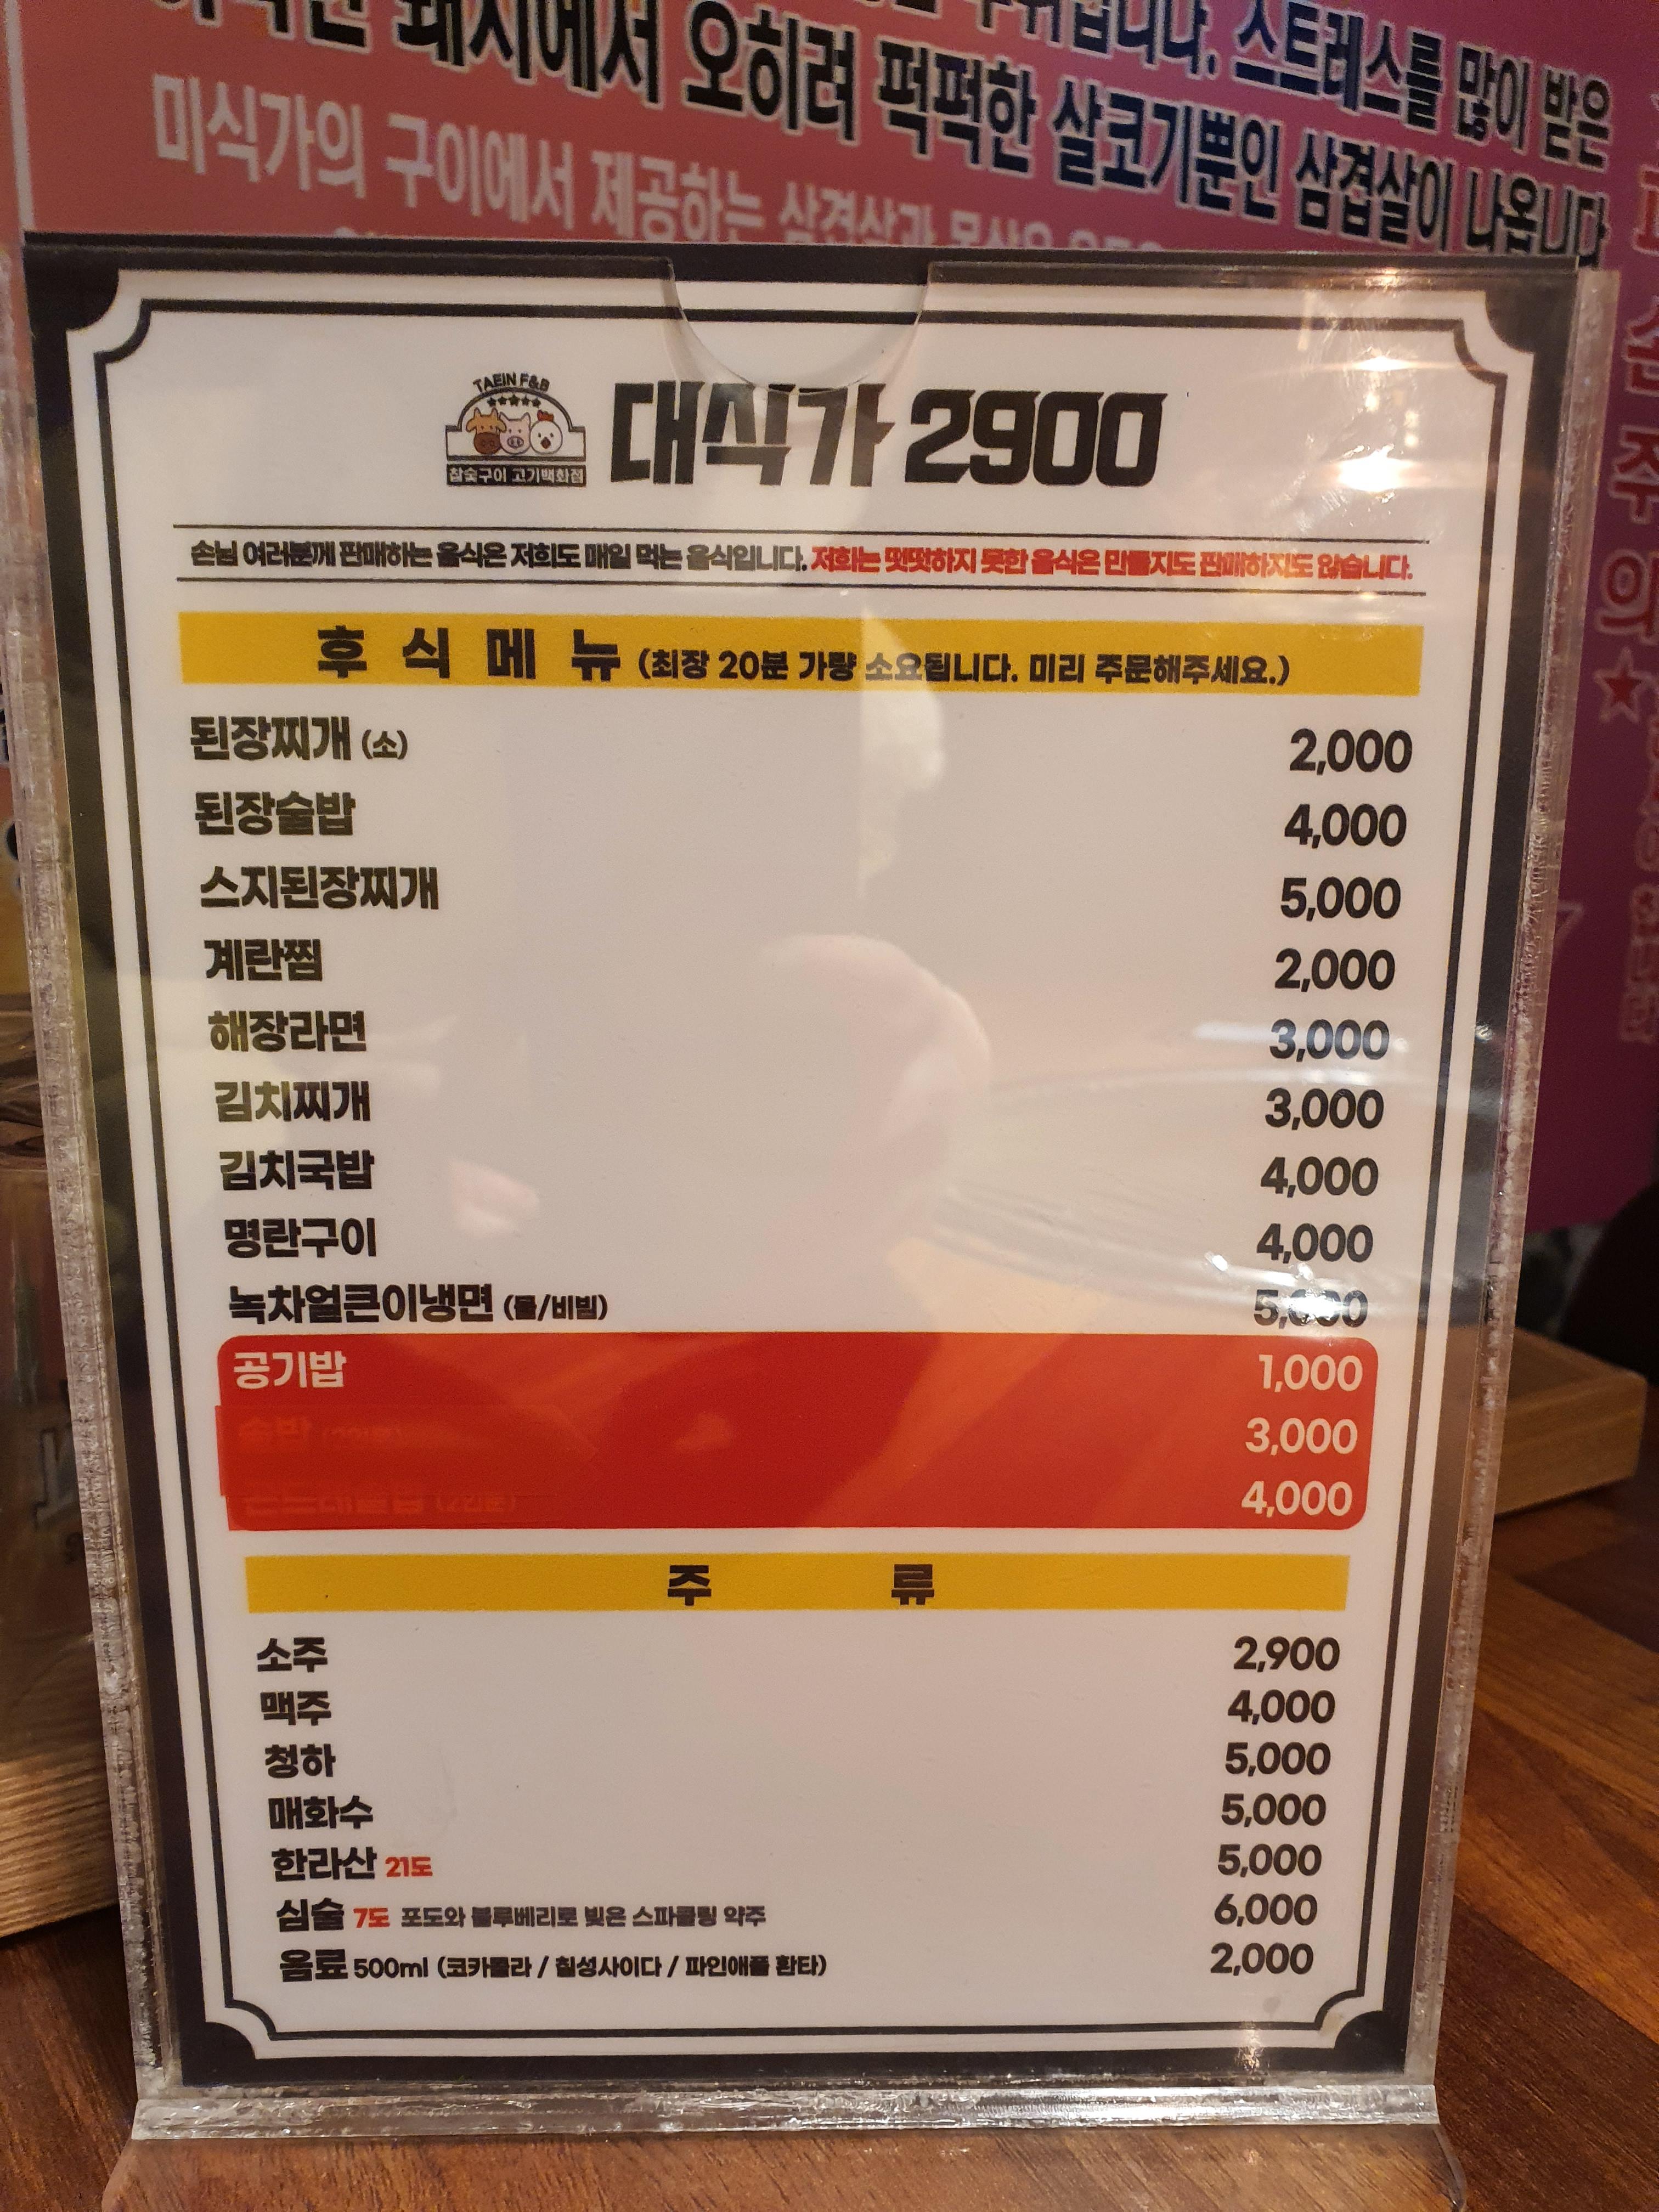 스트레스를 많이 받은
돼지에서 오히려 퍽퍽한 살코기뿐인 삼겹살이 나옵니다
미식가의 구이에서 제공하는 삼겹살과 목살은
TAEIN F&B
참숯구이 고기백화점
대식가 2900
손님 여러분께 판매하는 음식은 저희도 매일 먹는 음식입니다. 저희는 떳떳하지 못한 음식은 만들지도 판매하지도 않습니다.
후식메뉴 (최장 20분 가량 소요됩니다. 미리 주문해주세요.)
된장찌개 (소) 2,000
된장술밥 4,000
스지된장찌개 5,000
계란찜 2,000
해장라면 3,000
김치찌개 3,000
김치국밥 4,000
명란구이 4,000
녹차얼큰이냉면 (물/비빔) 5,000
공기밥 1,000
3,000
4,000
주류
소주 2,900
맥주 4,000
청하 5,000
매화수 5,000
한라산 21도 5,000
심술 7도 포도와 블루베리로 빚은 스파클링 약주 6,000
음료 500ml (코카콜라 / 칠성사이다 / 파인애플 환타) 2,000